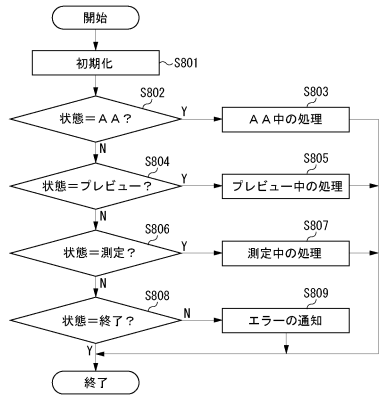 開始
初期化
S801
状態＝AA？
S802
Y
N
AA中の処理
S803
状態＝プレビュー？
S804
Y
N
プレビュー中の処理
S805
状態＝測定？
S806
Y
N
測定中の処理
S807
状態＝終了？
S808
N
Y
エラーの通知
S809
終了